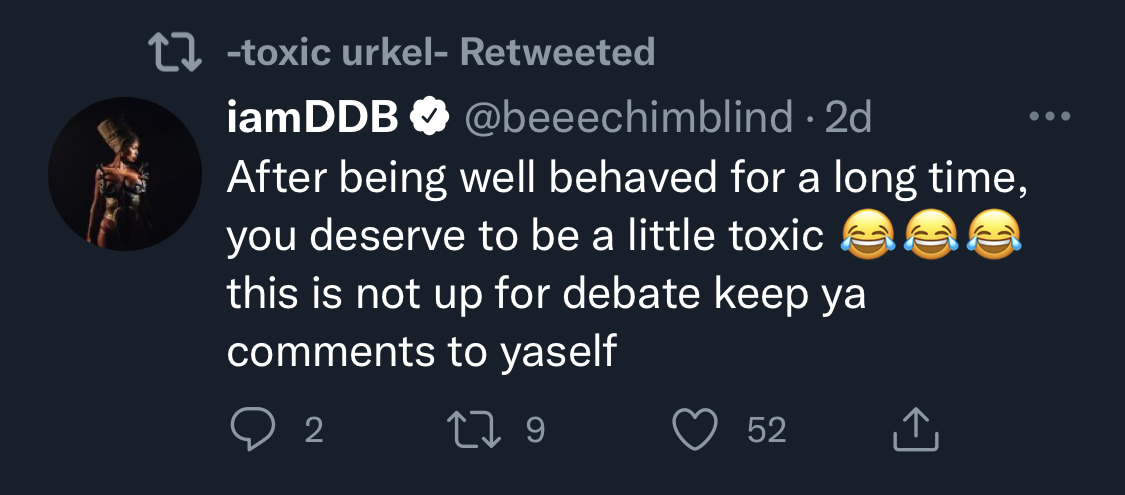 -toxic urkel- Retweeted
iamDDB @beeechimblind · 2d
After being well behaved for a long time,
you deserve to be a little toxic 😂😂😂
this is not up for debate keep ya
comments to yaself
2 9 52